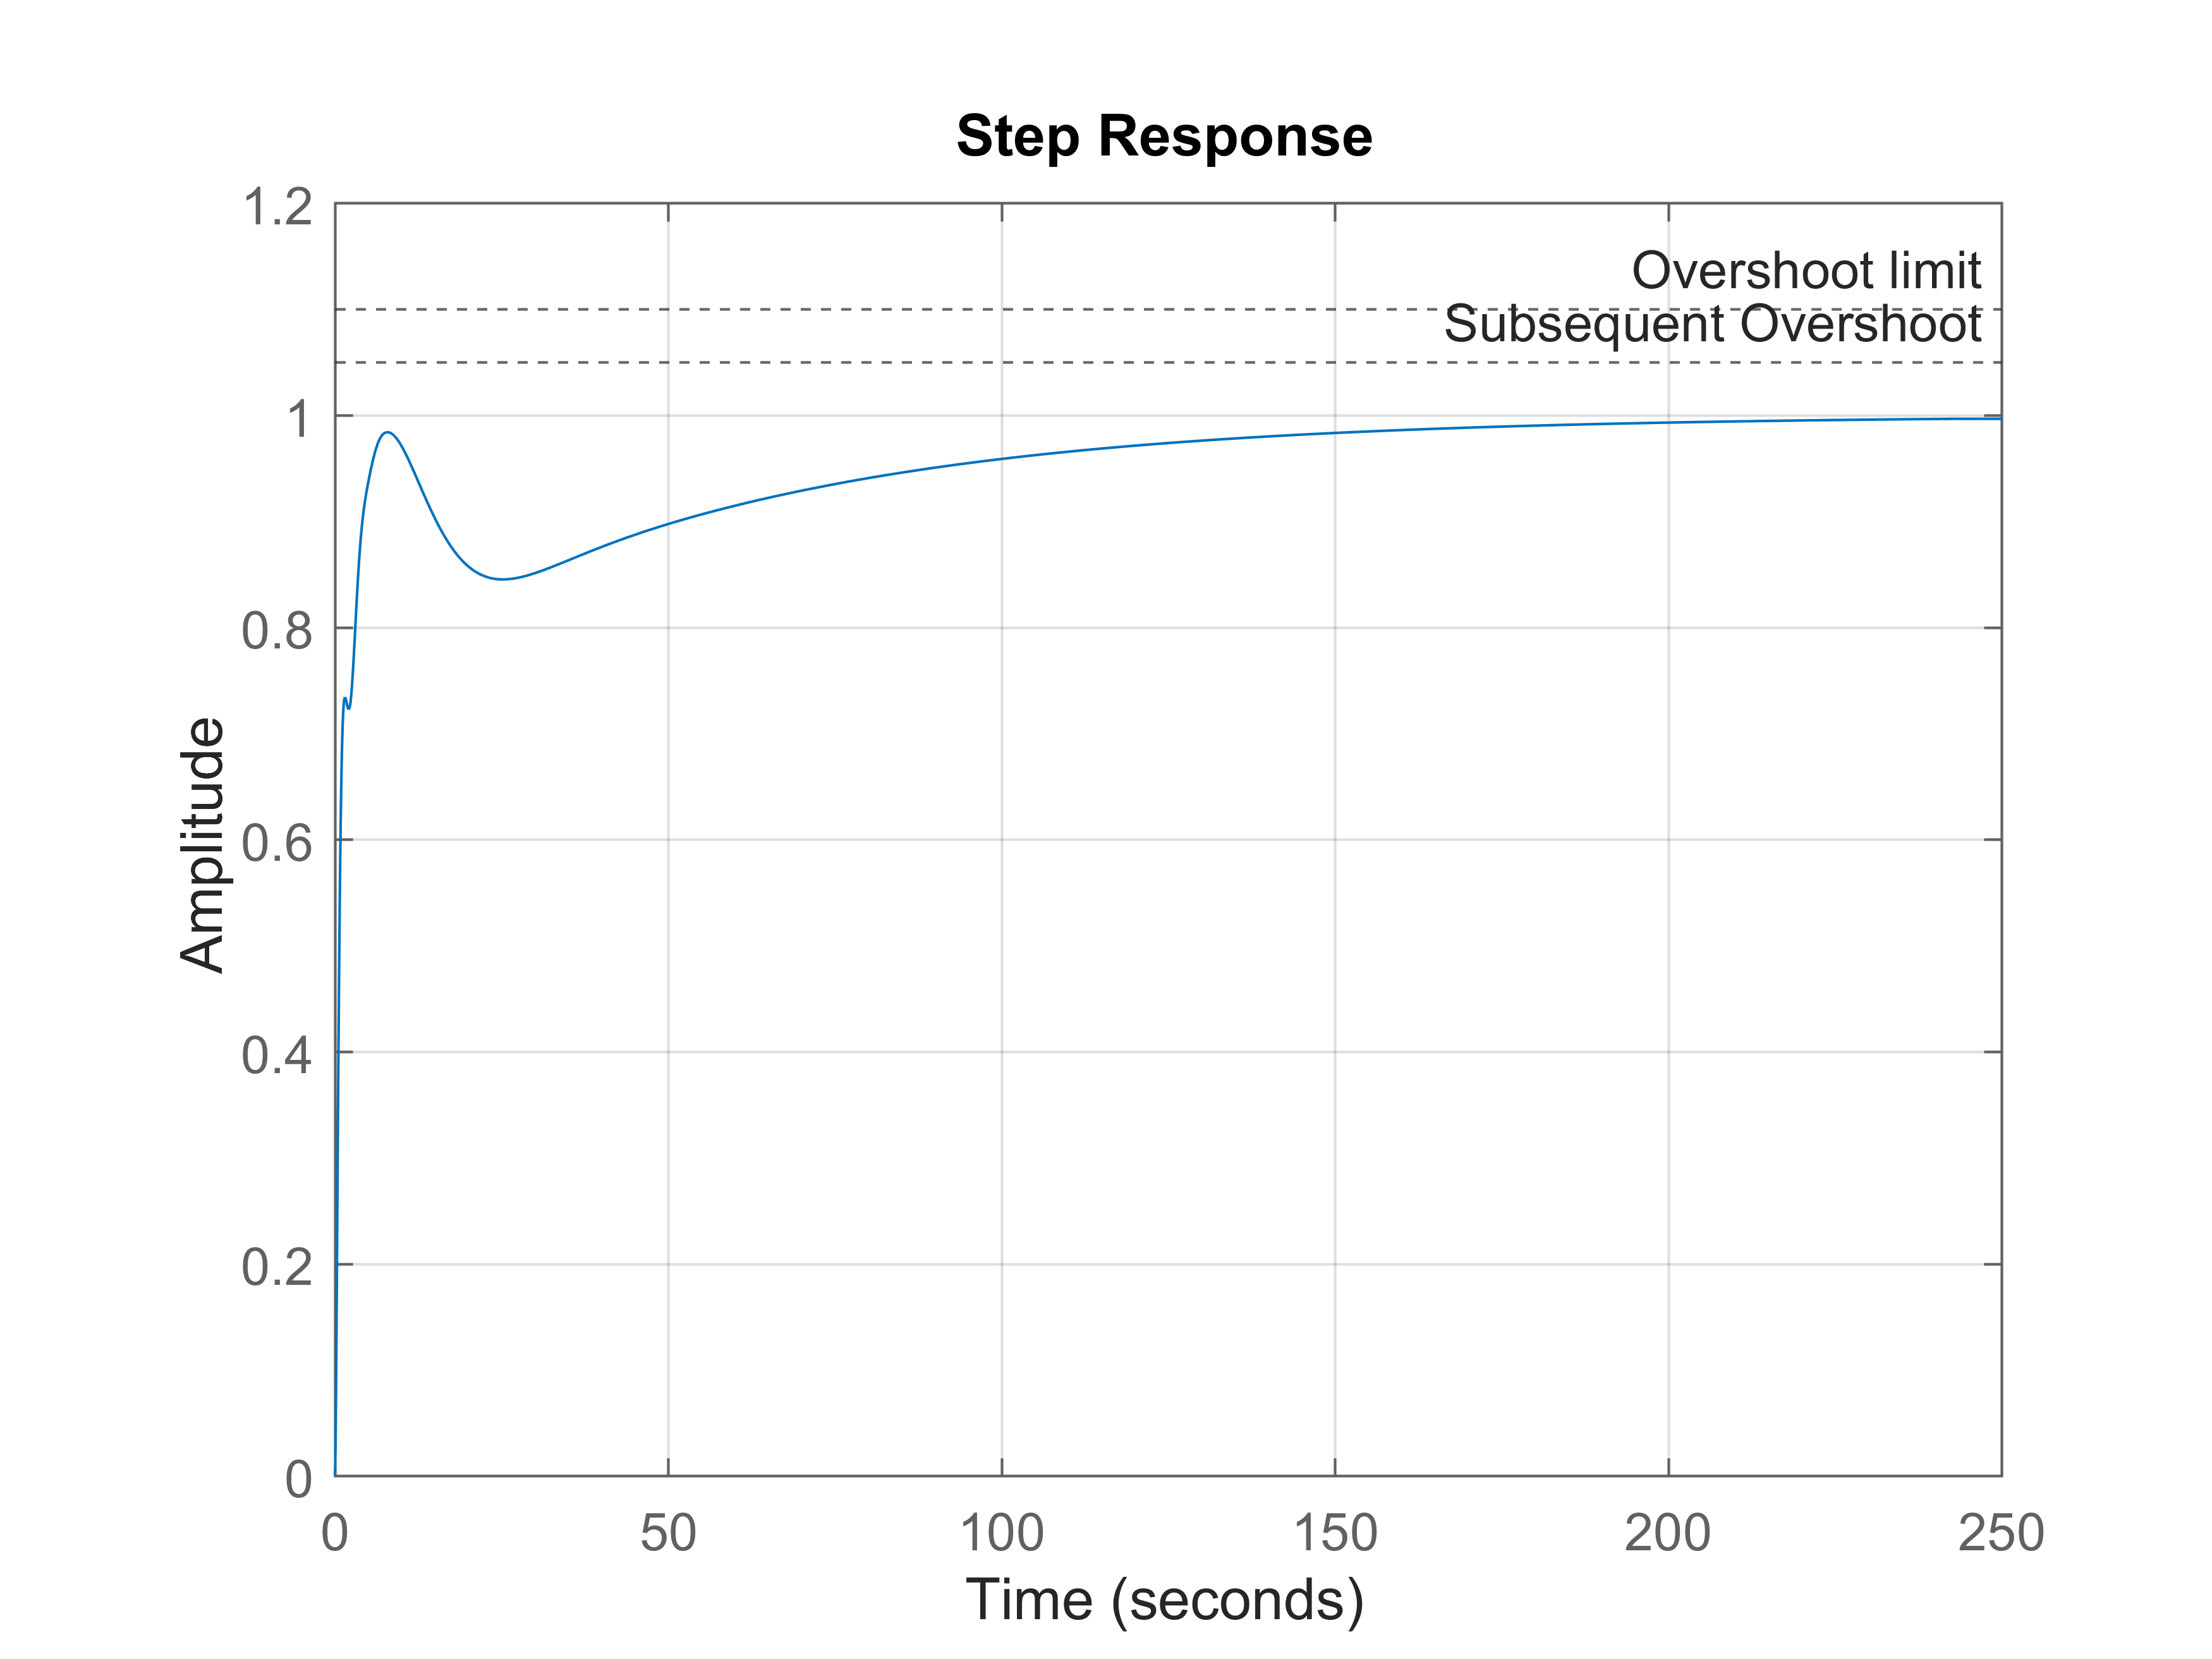 Step Response
1.2
Overshoot limit
Subsequent Overshoot
1
0.8
0.6
0.4
0.2
0
Amplitude
0 50 100 150 200 250
Time (seconds)